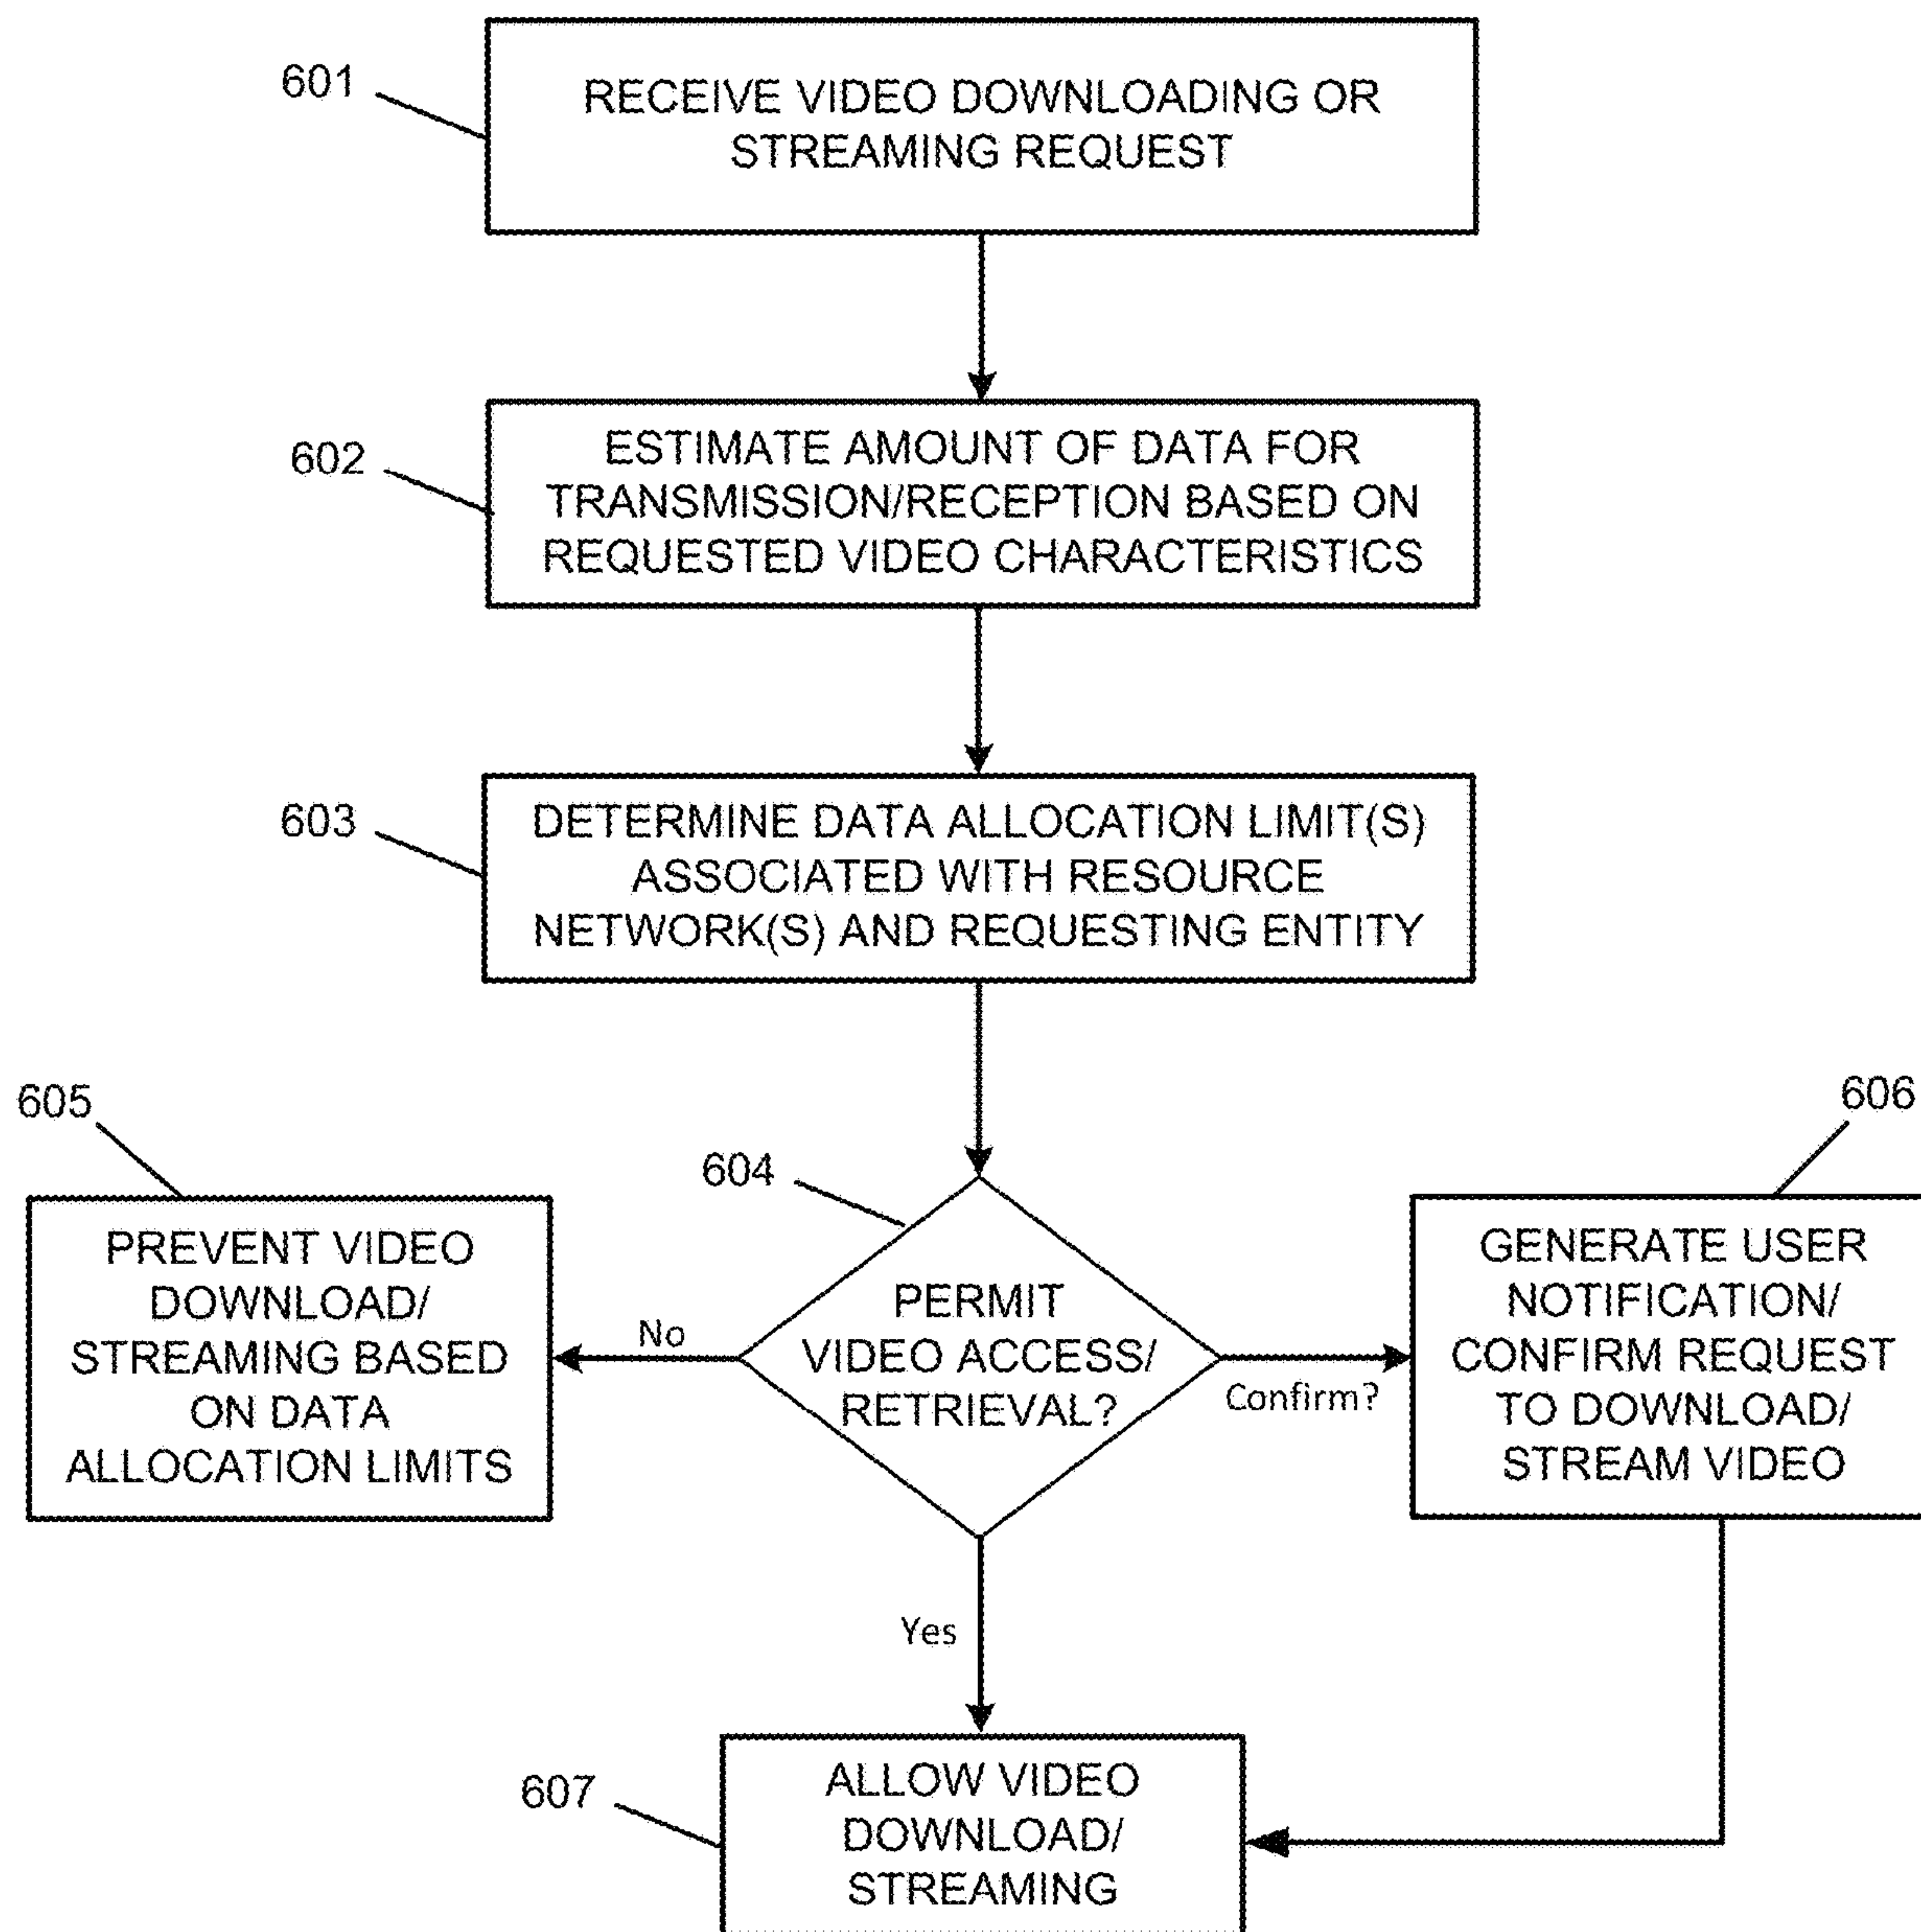 601
RECEIVE VIDEO DOWNLOADING OR
STREAMING REQUEST
602
ESTIMATE AMOUNT OF DATA FOR
TRANSMISSION/RECEPTION BASED ON
REQUESTED VIDEO CHARACTERISTICS
603
DETERMINE DATA ALLOCATION LIMIT(S)
ASSOCIATED WITH RESOURCE
NETWORK(S) AND REQUESTING ENTITY
605
PREVENT VIDEO
DOWNLOAD/
STREAMING BASED
ON DATA
ALLOCATION LIMITS
No
604
PERMIT
VIDEO ACCESS/
RETRIEVAL?
Confirm?
606
GENERATE USER
NOTIFICATION/
CONFIRM REQUEST
TO DOWNLOAD/
STREAM VIDEO
Yes
607
ALLOW VIDEO
DOWNLOAD/
STREAMING